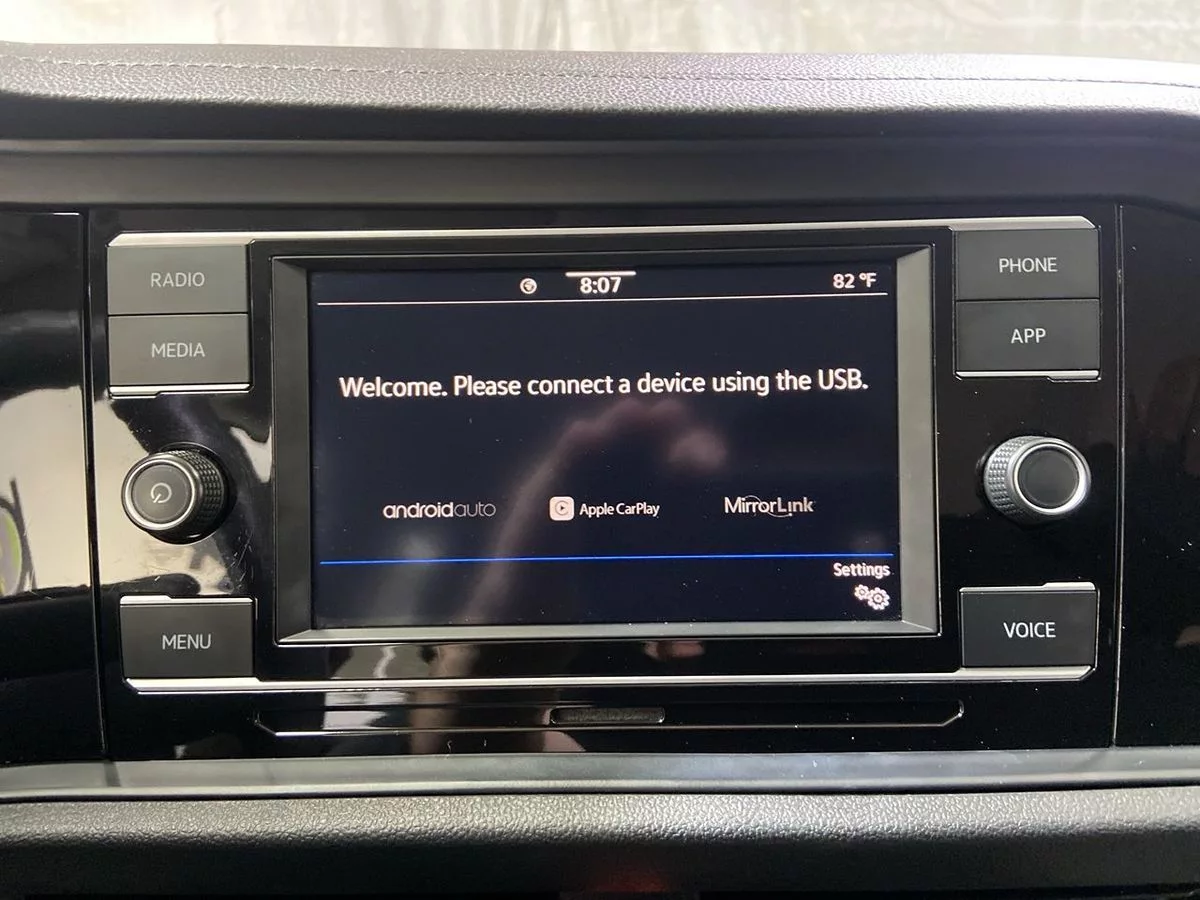 RADIO
MEDIA
MENU
8:07
82 °F
Welcome. Please connect a device using the USB.
androidauto
Apple CarPlay
MirrorLink
Settings
PHONE
APP
VOICE